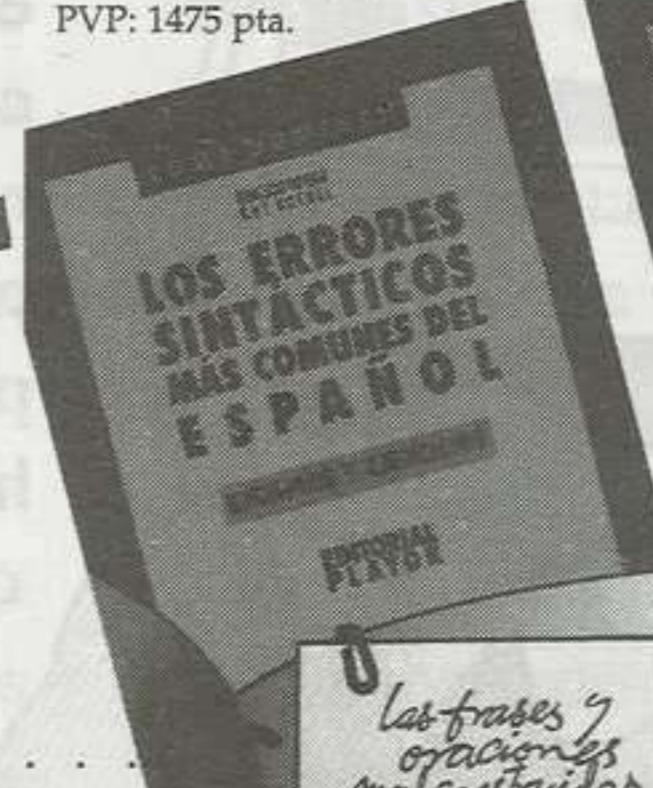 PVP: 1475 pta.
LOS ERRORES
SINTÁCTICOS
MÁS COMUNES DEL
ESPAÑOL
EDITORIAL
PLAYOR
las frases y
oraciones